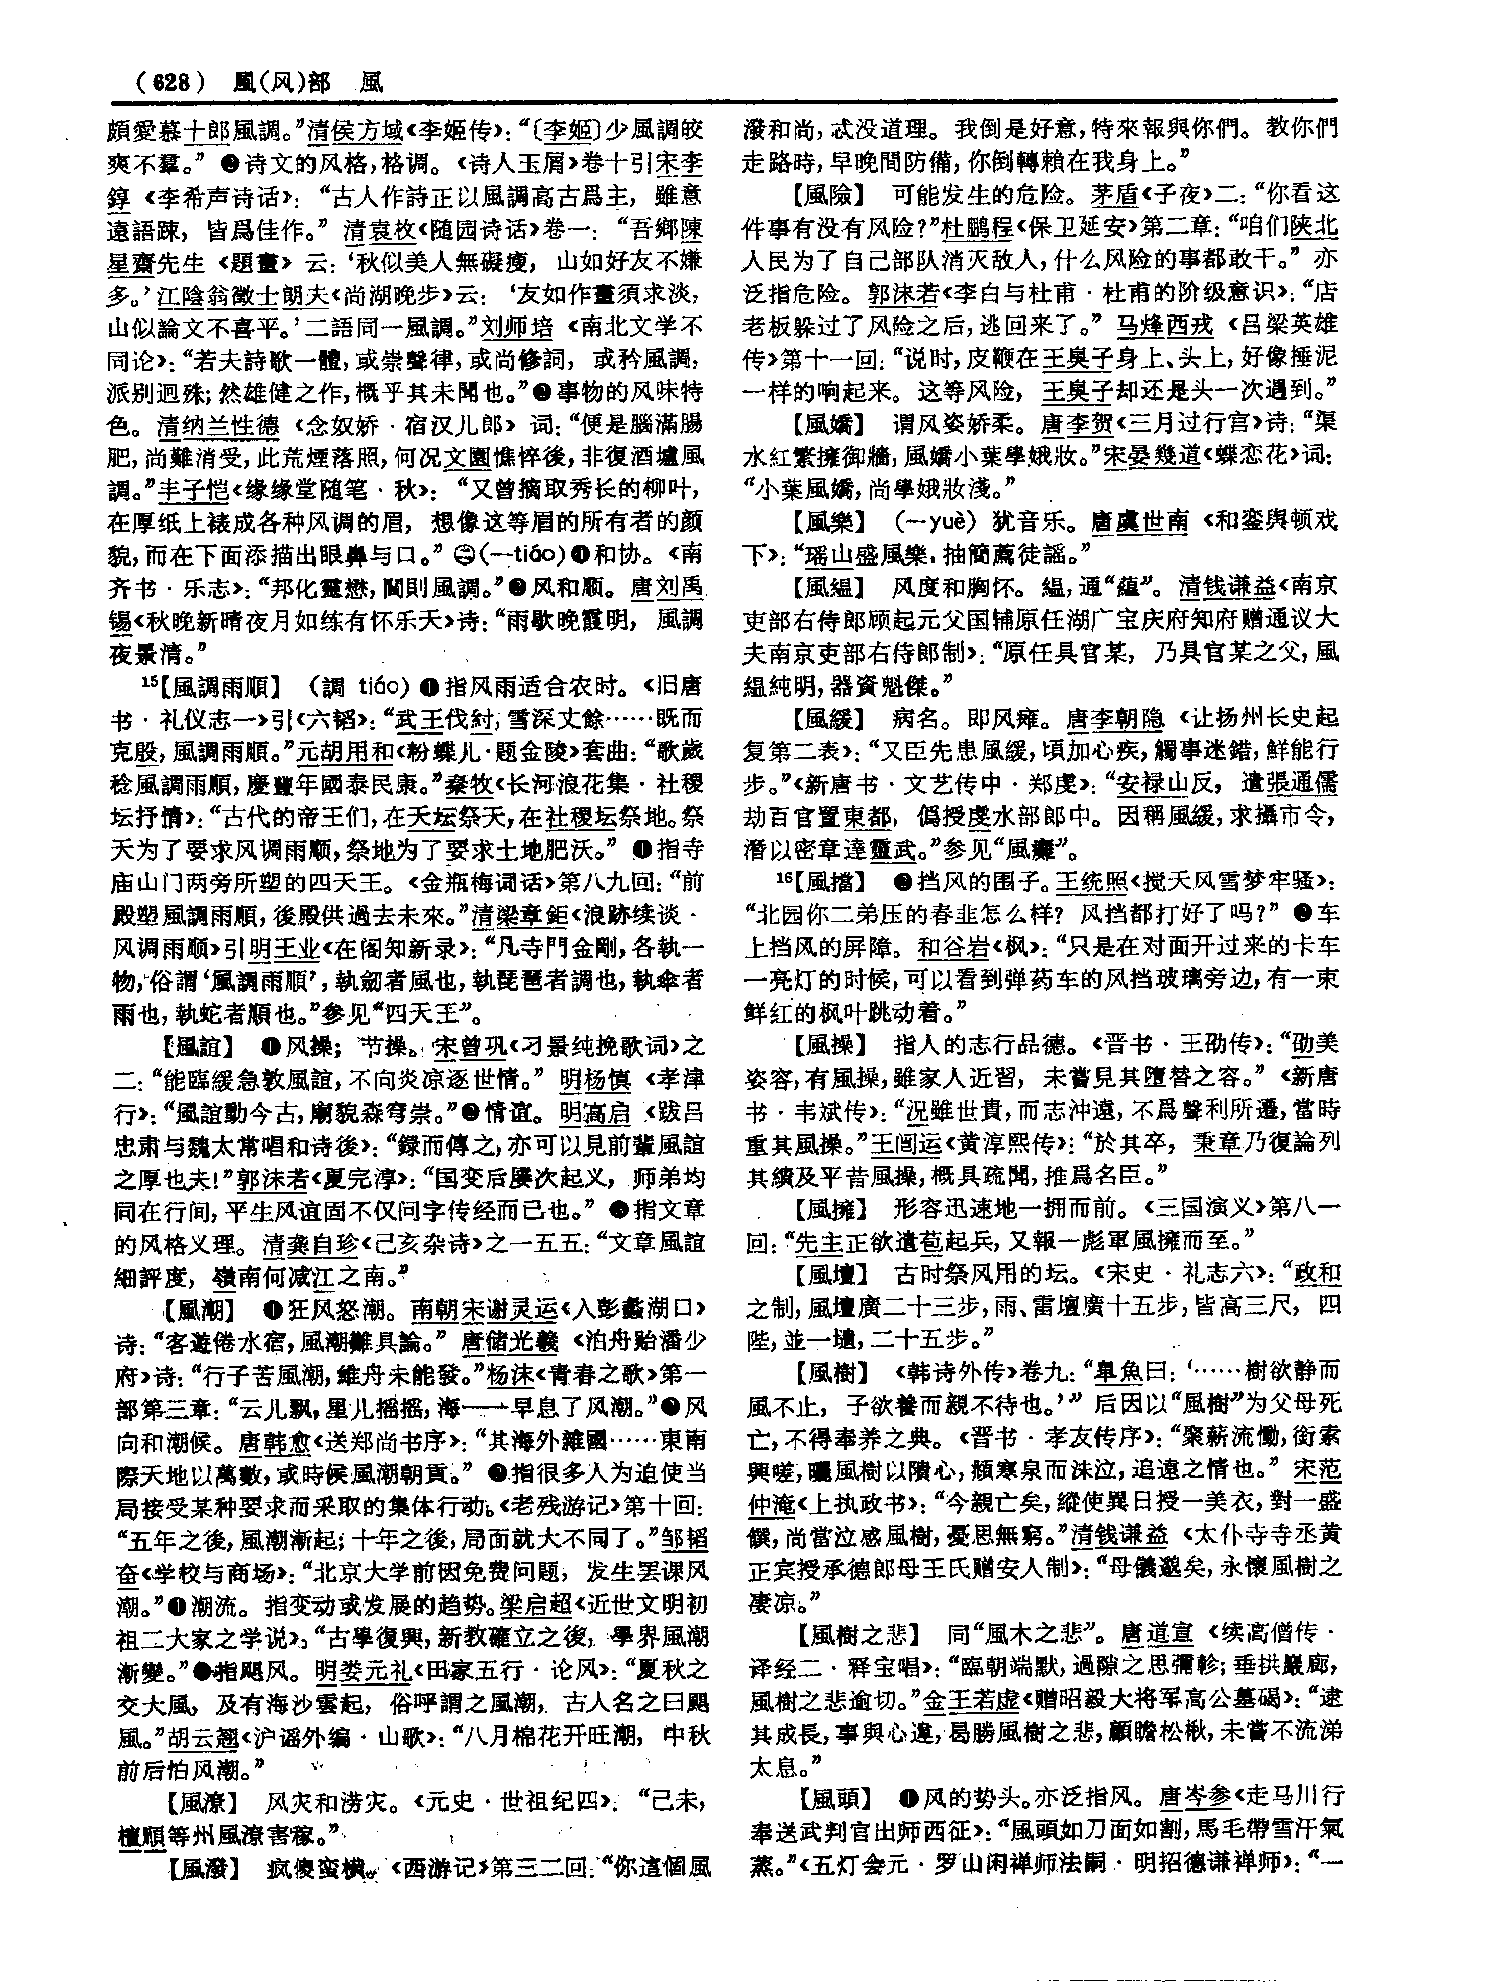 (628) 風(风)部 風
頗愛慕十郎風調。”清侯方域《李姬传》：“〔李姬〕少風調皎
爽不羣。” ❷诗文的风格，格调。《诗人玉屑》卷十引宋李
錞《李希声诗话》：“古人作詩正以風調高古爲主，雖意
遠語踈，皆爲佳作。”清袁枚《随园诗话》卷一：“吾鄉陳
星齋先生《題畫》云：‘秋似美人無礙瘦，山如好友不嫌
多。’江陰翁徵士朗夫《尚湖晚步》云：‘友如作畫須求淡，
山似論文不喜平。’二語同一風調。”刘师培《南北文学不
同论》：“若夫詩歌一體，或崇聲律，或尚修詞，或矜風調，
派别迥殊；然雄健之作，概乎其未聞也。”❸事物的风味特
色。清纳兰性德《念奴娇·宿汉儿郎》词：“便是腦滿腸
肥，尚難消受，此荒煙落照，何况文園憔悴後，非復酒壚風
調。”丰子恺《缘缘堂随笔·秋》：“又曾摘取秀长的柳叶，
在厚纸上裱成各种风调的眉，想像这等眉的所有者的颜
貌，而在下面添描出眼鼻与口。”㊁(—tiáo)❶和协。《南
齐书·乐志》：“邦化靈懋，閫則風調。”❷风和顺。唐刘禹
锡《秋晚新晴夜月如练有怀乐天》诗：“雨歇晚霞明，風調
夜景清。”
15【風調雨順】 (調 tiáo)❶指风雨适合农时。《旧唐
书·礼仪志一》引《六韬》：“武王伐紂，雪深丈餘……既而
克殷，風調雨順。”元胡用和《粉蝶儿·题金陵》套曲：“歌歲
稔風調雨順，慶豐年國泰民康。”秦牧《长河浪花集·社稷
坛抒情》：“古代的帝王们，在天坛祭天，在社稷坛祭地。祭
天为了要求风调雨顺，祭地为了要求土地肥沃。” ❷指寺
庙山门两旁所塑的四天王。《金瓶梅词话》第八九回：“前
殿塑風調雨順，後殿供過去未來。”清梁章鉅《浪跡续谈·
风调雨顺》引明王业《在阁知新录》：“凡寺門金剛，各執一
物，俗謂‘風調雨順’，執劒者風也，執琵琶者調也，執傘者
雨也，執蛇者順也。”参见“四天王”。
【風誼】 ❶风操；节操。宋曾巩《刁景纯挽歌词》之
二：“能臨緩急敦風誼，不向炎凉逐世情。”明杨慎《孝津
行》：“風誼動今古，廟貌森穹崇。”❷情谊。明高启《跋吕
忠肃与魏太常唱和诗後》：“録而傳之，亦可以見前輩風誼
之厚也夫！”郭沫若《夏完淳》：“国变后屡次起义，师弟均
同在行间，平生风谊固不仅问字传经而已也。” ❸指文章
的风格义理。清龚自珍《己亥杂诗》之一五五：“文章風誼
細評度，嶺南何减江之南。”
【風潮】 ❶狂风怒潮。南朝宋谢灵运《入彭蠡湖口》
诗：“客遊倦水宿，風潮難具論。”唐储光羲《泊舟贻潘少
府》诗：“行子苦風潮，維舟未能發。”杨沫《青春之歌》第一
部第三章：“云儿飘，星儿摇摇，海——早息了风潮。”❷风
向和潮候。唐韩愈《送郑尚书序》：“其海外雜國……東南
際天地以萬數，或時候風潮朝貢。” ❸指很多人为迫使当
局接受某种要求而采取的集体行动。《老残游记》第十回：
“五年之後，風潮漸起；十年之後，局面就大不同了。”邹韬
奋《学校与商场》：“北京大学前因免费问题，发生罢课风
潮。”❹潮流。指变动或发展的趋势。梁启超《近世文明初
祖二大家之学说》：“古學復興，新教確立之後，學界風潮
漸變。”❺指飓风。明娄元礼《田家五行·论风》：“夏秋之
交大風，及有海沙雲起，俗呼謂之風潮，古人名之曰颶
風。”胡云翘《沪谣外编·山歌》：“八月棉花开旺潮，中秋
前后怕风潮。”
【風潦】 风灾和涝灾。《元史·世祖纪四》：“己未，
檀順等州風潦害稼。”
【風潑】 疯傻蛮横。《西游记》第三二回：“你這個風
潑和尚，忒没道理。我倒是好意，特來報與你們。教你們
走路時，早晚間防備，你倒轉賴在我身上。”
【風險】 可能发生的危险。茅盾《子夜》二：“你看这
件事有没有风险？”杜鹏程《保卫延安》第二章：“咱们陕北
人民为了自己部队消灭敌人，什么风险的事都敢干。”亦
泛指危险。郭沫若《李白与杜甫·杜甫的阶级意识》：“店
老板躲过了风险之后，逃回来了。”马烽西戎《吕梁英雄
传》第十一回：“说时，皮鞭在王臭子身上、头上，好像捶泥
一样的响起来。这等风险，王臭子却还是头一次遇到。”
【風嬌】 谓风姿娇柔。唐李贺《三月过行宫》诗：“渠
水紅繁擁御牆，風嬌小葉學娥妝。”宋晏幾道《蝶恋花》词：
“小葉風嬌，尚學娥妝淺。”
【風樂】 (—yuè) 犹音乐。唐虞世南《和銮舆顿戏
下》：“瑶山盛風樂，抽簡薦徒謡。”
【風緼】 风度和胸怀。緼，通“蘊”。清钱谦益《南京
吏部右侍郎顾起元父国辅原任湖广宝庆府知府赠通议大
夫南京吏部右侍郎制》：“原任具官某，乃具官某之父，風
緼純明，器資魁傑。”
【風緩】 病名。即风瘫。唐李朝隐《让扬州长史起
复第二表》：“又臣先患風緩，頃加心疾，觸事迷錯，鮮能行
步。”《新唐书·文艺传中·郑虔》：“安禄山反，遣張通儒
劫百官置東都，僞授虔水部郎中。因稱風緩，求攝市令，
潛以密章達靈武。”参见“風癱”。
16【風擋】 ❶挡风的围子。王统照《搅天风雪梦牢骚》：
“北园你二弟压的春韭怎么样？风挡都打好了吗？” ❷车
上挡风的屏障。和谷岩《枫》：“只是在对面开过来的卡车
一亮灯的时候，可以看到弹药车的风挡玻璃旁边，有一束
鲜红的枫叶跳动着。”
【風操】 指人的志行品德。《晋书·王劭传》：“劭美
姿容，有風操，雖家人近習，未嘗見其墮替之容。”《新唐
书·韦斌传》：“況雖世貴，而志沖遠，不爲聲利所遷，當時
重其風操。”王闿运《黄淳熙传》：“於其卒，秉章乃復論列
其績及平昔風操，概具疏聞，推爲名臣。”
【風擁】 形容迅速地一拥而前。《三国演义》第八一
回：“先主正欲遣苞起兵，又報一彪軍風擁而至。”
【風壇】 古时祭风用的坛。《宋史·礼志六》：“政和
之制，風壇廣二十三步，雨、雷壇廣十五步，皆高三尺，四
陛，並一壝，二十五步。”
【風樹】 《韩诗外传》卷九：“皐魚曰：‘……樹欲静而
風不止，子欲養而親不待也。’”后因以“風樹”为父母死
亡，不得奉养之典。《晋书·孝友传序》：“聚薪流慟，銜索
興嗟，曬風樹以隤心，頫寒泉而沬泣，追遠之情也。”宋范
仲淹《上执政书》：“今親亡矣，縱使異日授一美衣，對一盛
饌，尚當泣感風樹，憂思無窮。”清钱谦益《太仆寺寺丞黄
正宾授承德郎母王氏赠安人制》：“母儀邈矣，永懷風樹之
凄凉。”
【風樹之悲】 同“風木之悲”。唐道宣《续高僧传·
译经二·释宝唱》：“臨朝端默，過隙之思彌軫；垂拱巖廊，
風樹之悲逾切。”金王若虚《赠昭毅大将军高公墓碣》：“逮
其成長，事與心違，曷勝風樹之悲，顧瞻松楸，未嘗不流涕
太息。”
【風頭】 ❶风的势头。亦泛指风。唐岑参《走马川行
奉送武判官出师西征》：“風頭如刀面如割，馬毛帶雪汗氣
蒸。”《五灯会元·罗山闲禅师法嗣·明招德谦禅师》：“一